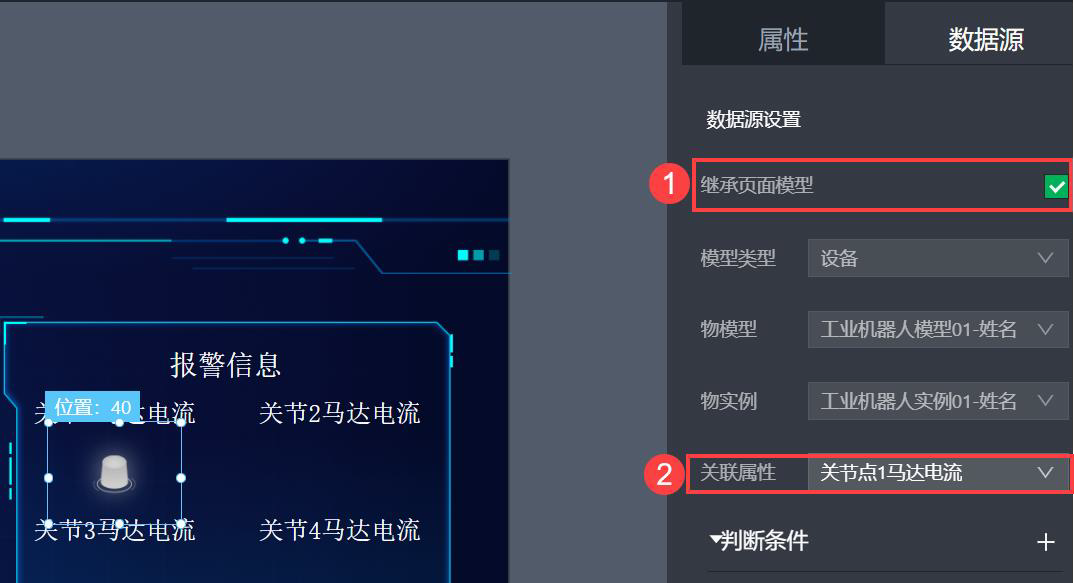 属性 数据源
数据源设置
1 继承页面模型
模型类型 设备
物模型 工业机器人模型01-姓名
物实例 工业机器人实例01-姓名
2 关联属性 关节点1马达电流
判断条件 +
报警信息
位置：40
关 达电流 关节2马达电流
关节3马达电流 关节4马达电流